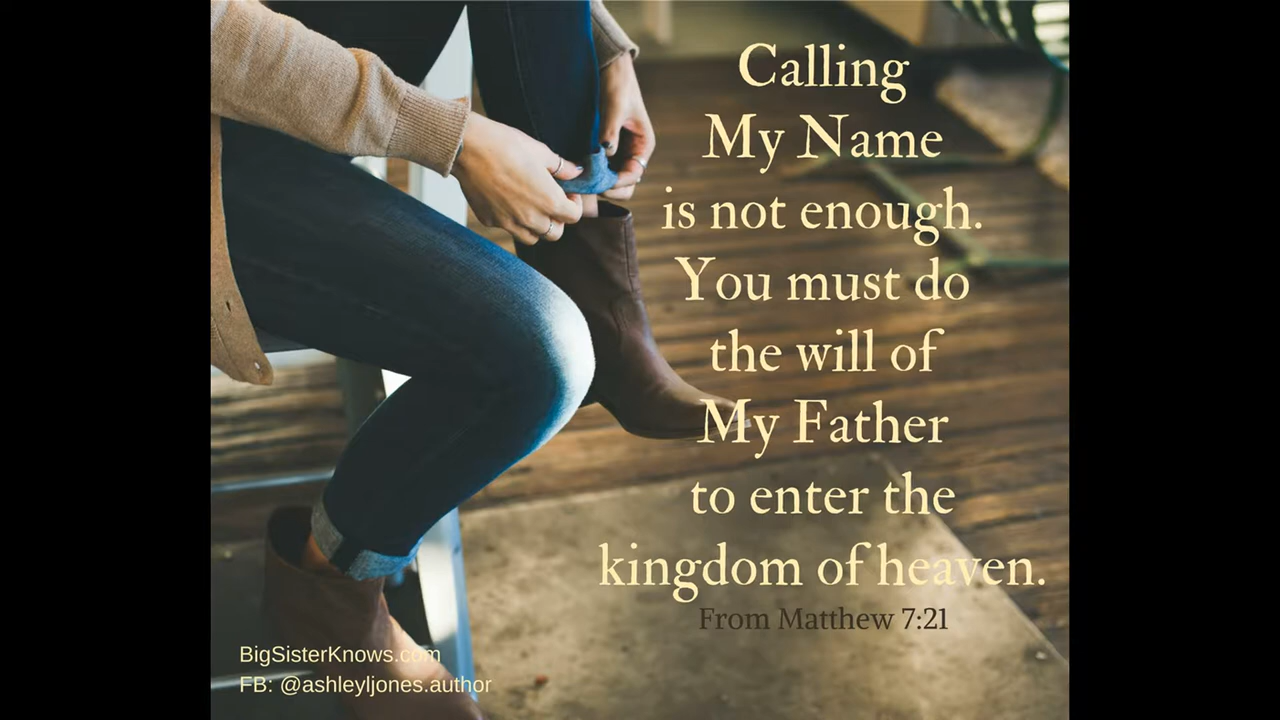 Calling
My Name
is not enough.
You must do
the will of
My Father
to enter the
kingdom of heaven.
From Matthew 7:21
BigSisterKnows.com
FB: @ashleyljones.author